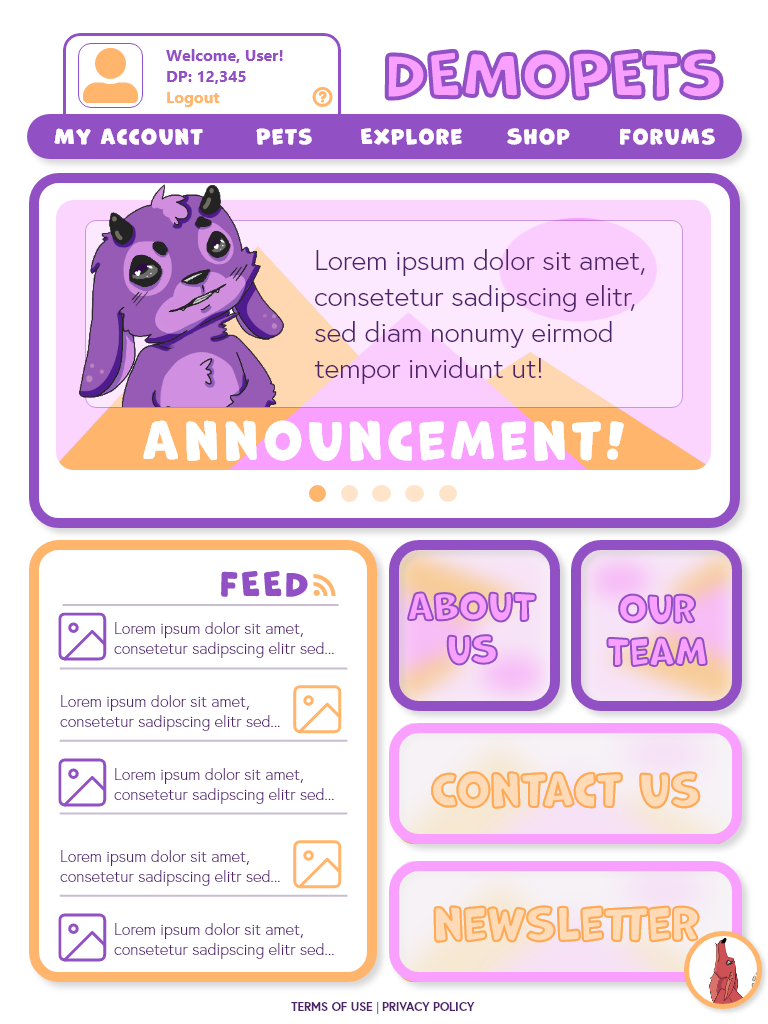 Welcome, User!
DP: 12,345
Logout
?
DEMOPETS
MY ACCOUNT
PETS
EXPLORE
SHOP
FORUMS
Lorem ipsum dolor sit amet,
consetetur sadipscing elitr,
sed diam nonumy eirmod
tempor invidunt ut!
ANNOUNCEMENT!
FEED
Lorem ipsum dolor sit amet,
consetetur sadipscing elitr sed...
Lorem ipsum dolor sit amet,
consetetur sadipscing elitr sed...
Lorem ipsum dolor sit amet,
consetetur sadipscing elitr sed...
Lorem ipsum dolor sit amet,
consetetur sadipscing elitr sed...
Lorem ipsum dolor sit amet,
consetetur sadipscing elitr sed...
ABOUT
US
OUR
TEAM
CONTACT US
NEWSLETTER
TERMS OF USE | PRIVACY POLICY